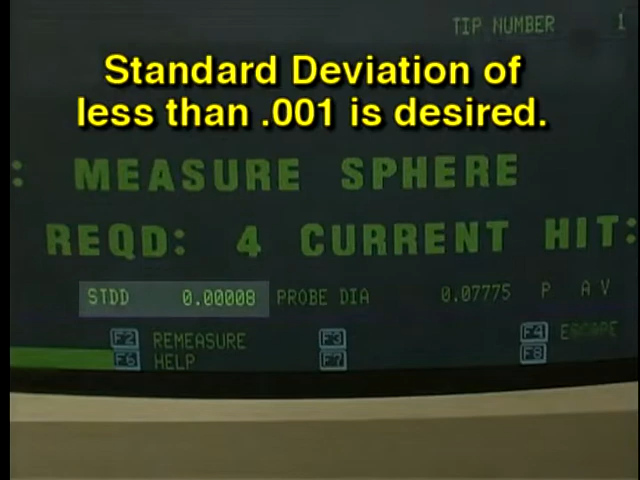 TIP NUMBER 1
Standard Deviation of
less than .001 is desired.
: MEASURE SPHERE
REQD: 4 CURRENT HIT:
STDD 0.00008 PROBE DIA 0.07775 P A V
F2 REMEASURE F3 F4 ESCAPE
F6 HELP F7 F8